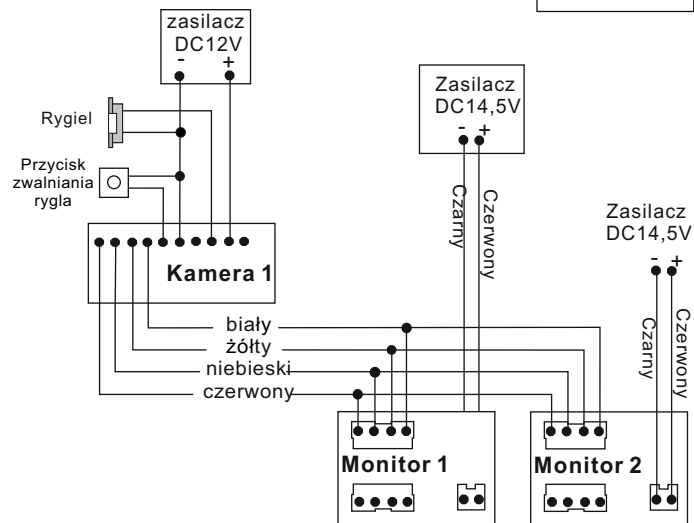 zasilacz
DC12V
- +
Rygiel
Przycisk
zwalniania
rygla
Kamera 1
Zasilacz
DC14,5V
- +
Czarny
Czerwony
Zasilacz
DC14,5V
- +
Czarny
Czerwony
biały
żółty
niebieski
czerwony
Monitor 1
Monitor 2